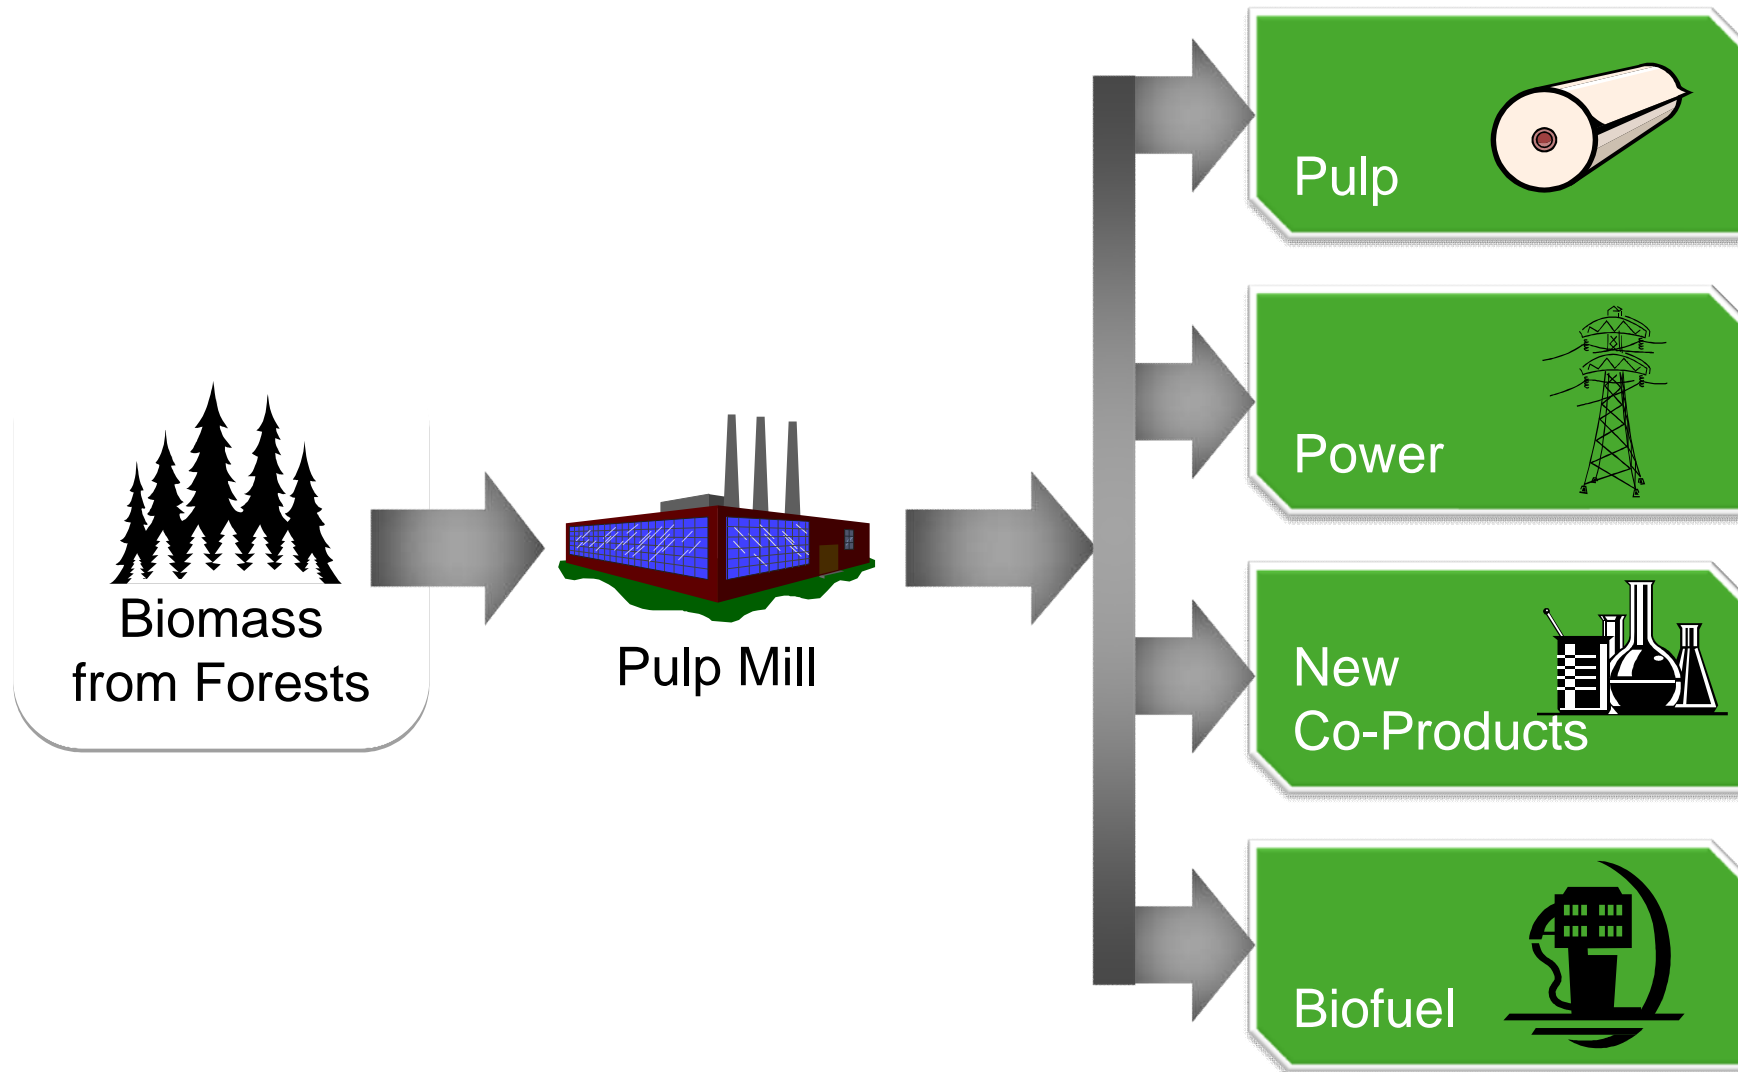 Biomass
from Forests
Pulp Mill
Pulp
Power
New
Co-Products
Biofuel